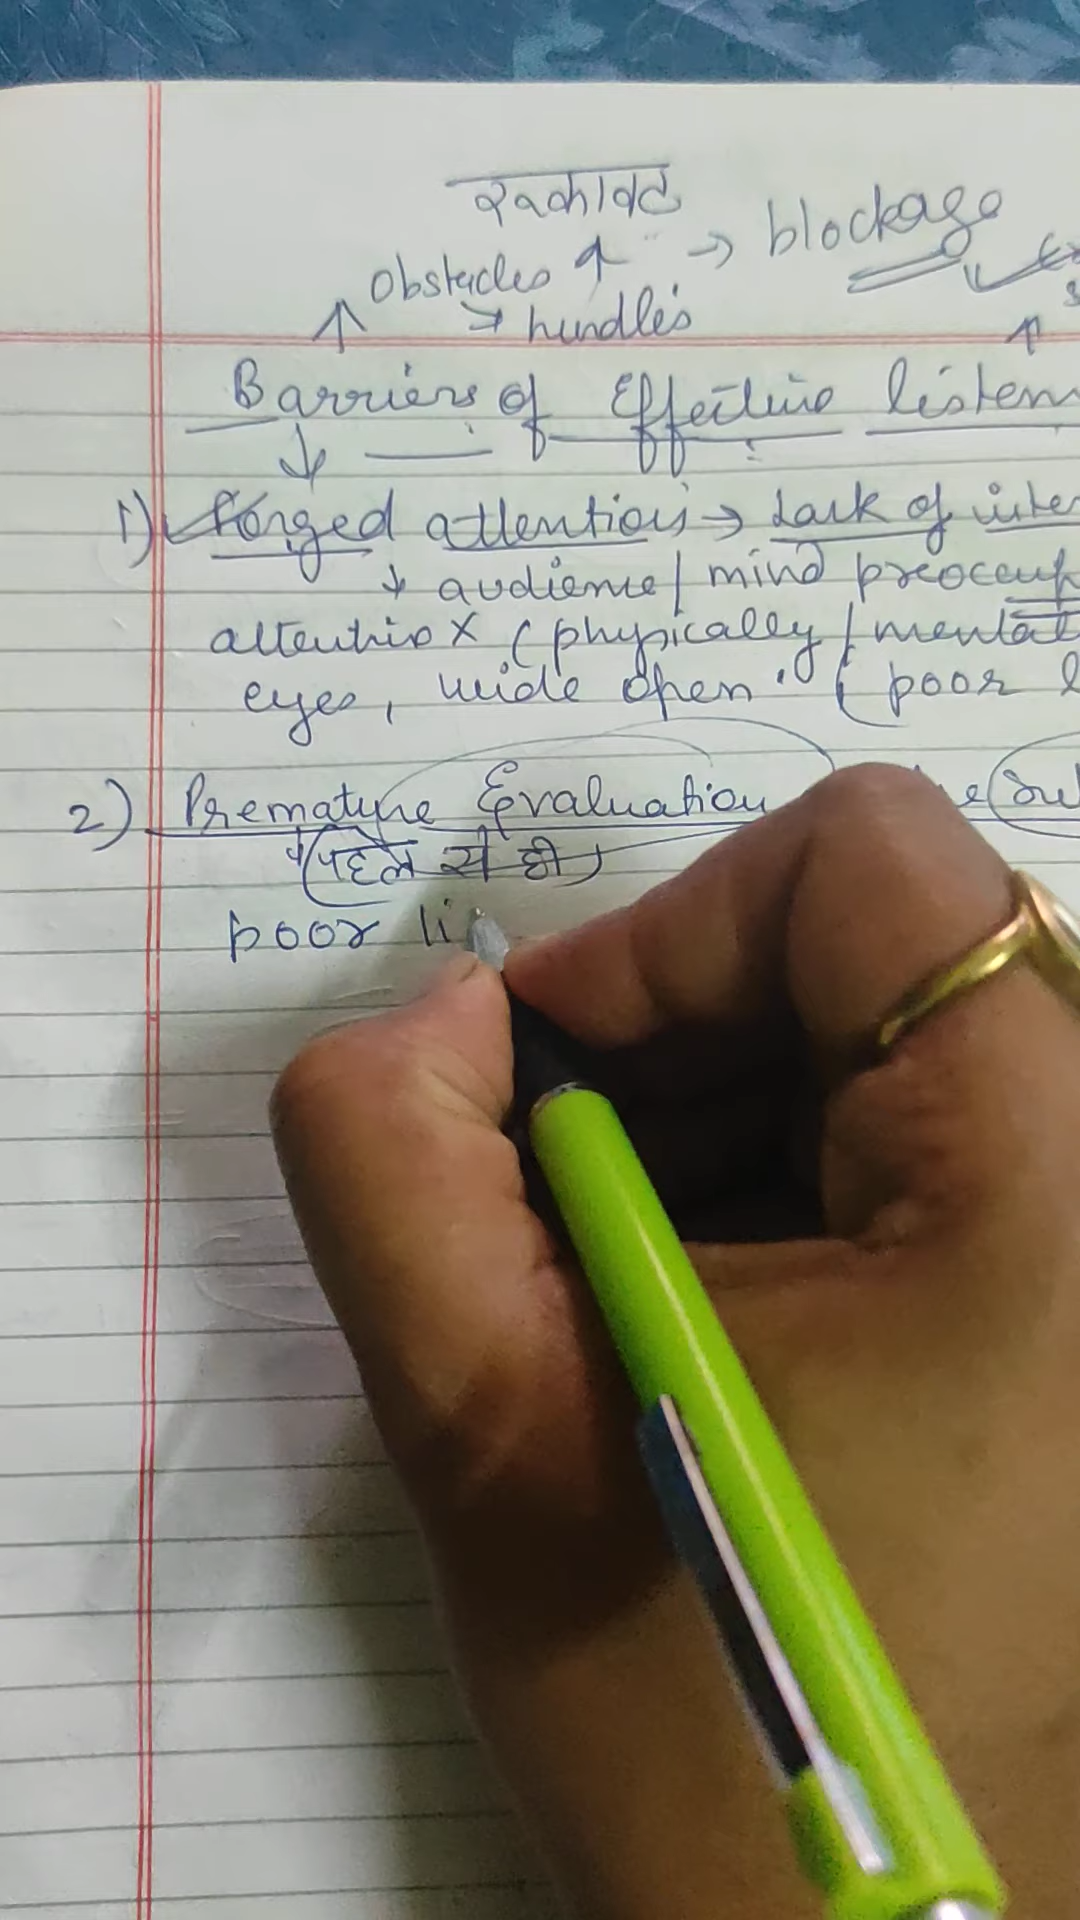 रुकावट
Obstacles → blockage
→ hurdles
Barriers of Effective listen
1) Forged attention → Lack of inter
↓ audience / mind preoccup
attention X (physically / mental
eyes, wide open. (poor l
2) Premature Evaluation
(पहले से ही)
poor li